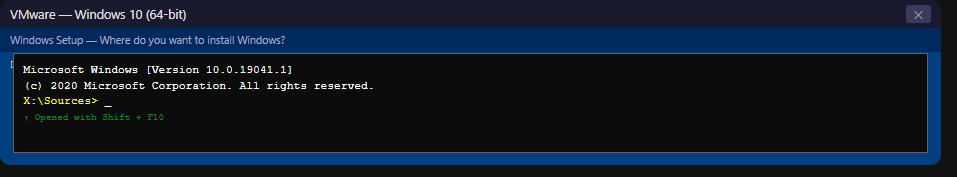 VMware — Windows 10 (64-bit)
Windows Setup — Where do you want to install Windows?
Microsoft Windows [Version 10.0.19041.1]
(c) 2020 Microsoft Corporation. All rights reserved.
X:\Sources> _
↑ Opened with Shift + F10